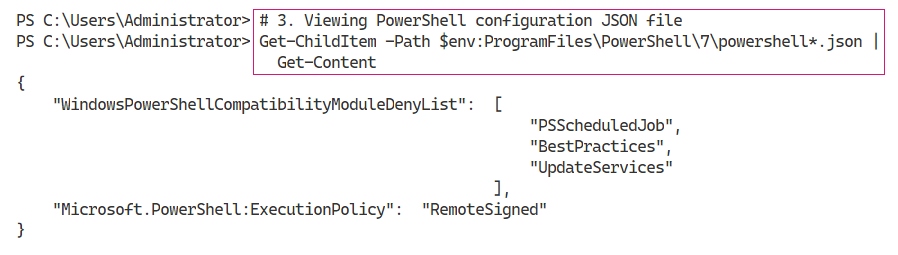 PS C:\Users\Administrator> # 3. Viewing PowerShell configuration JSON file
PS C:\Users\Administrator> Get-ChildItem -Path $env:ProgramFiles\PowerShell\7\powershell*.json |
Get-Content
{
"WindowsPowerShellCompatibilityModuleDenyList": [
"PSScheduledJob",
"BestPractices",
"UpdateServices"
],
"Microsoft.PowerShell:ExecutionPolicy": "RemoteSigned"
}